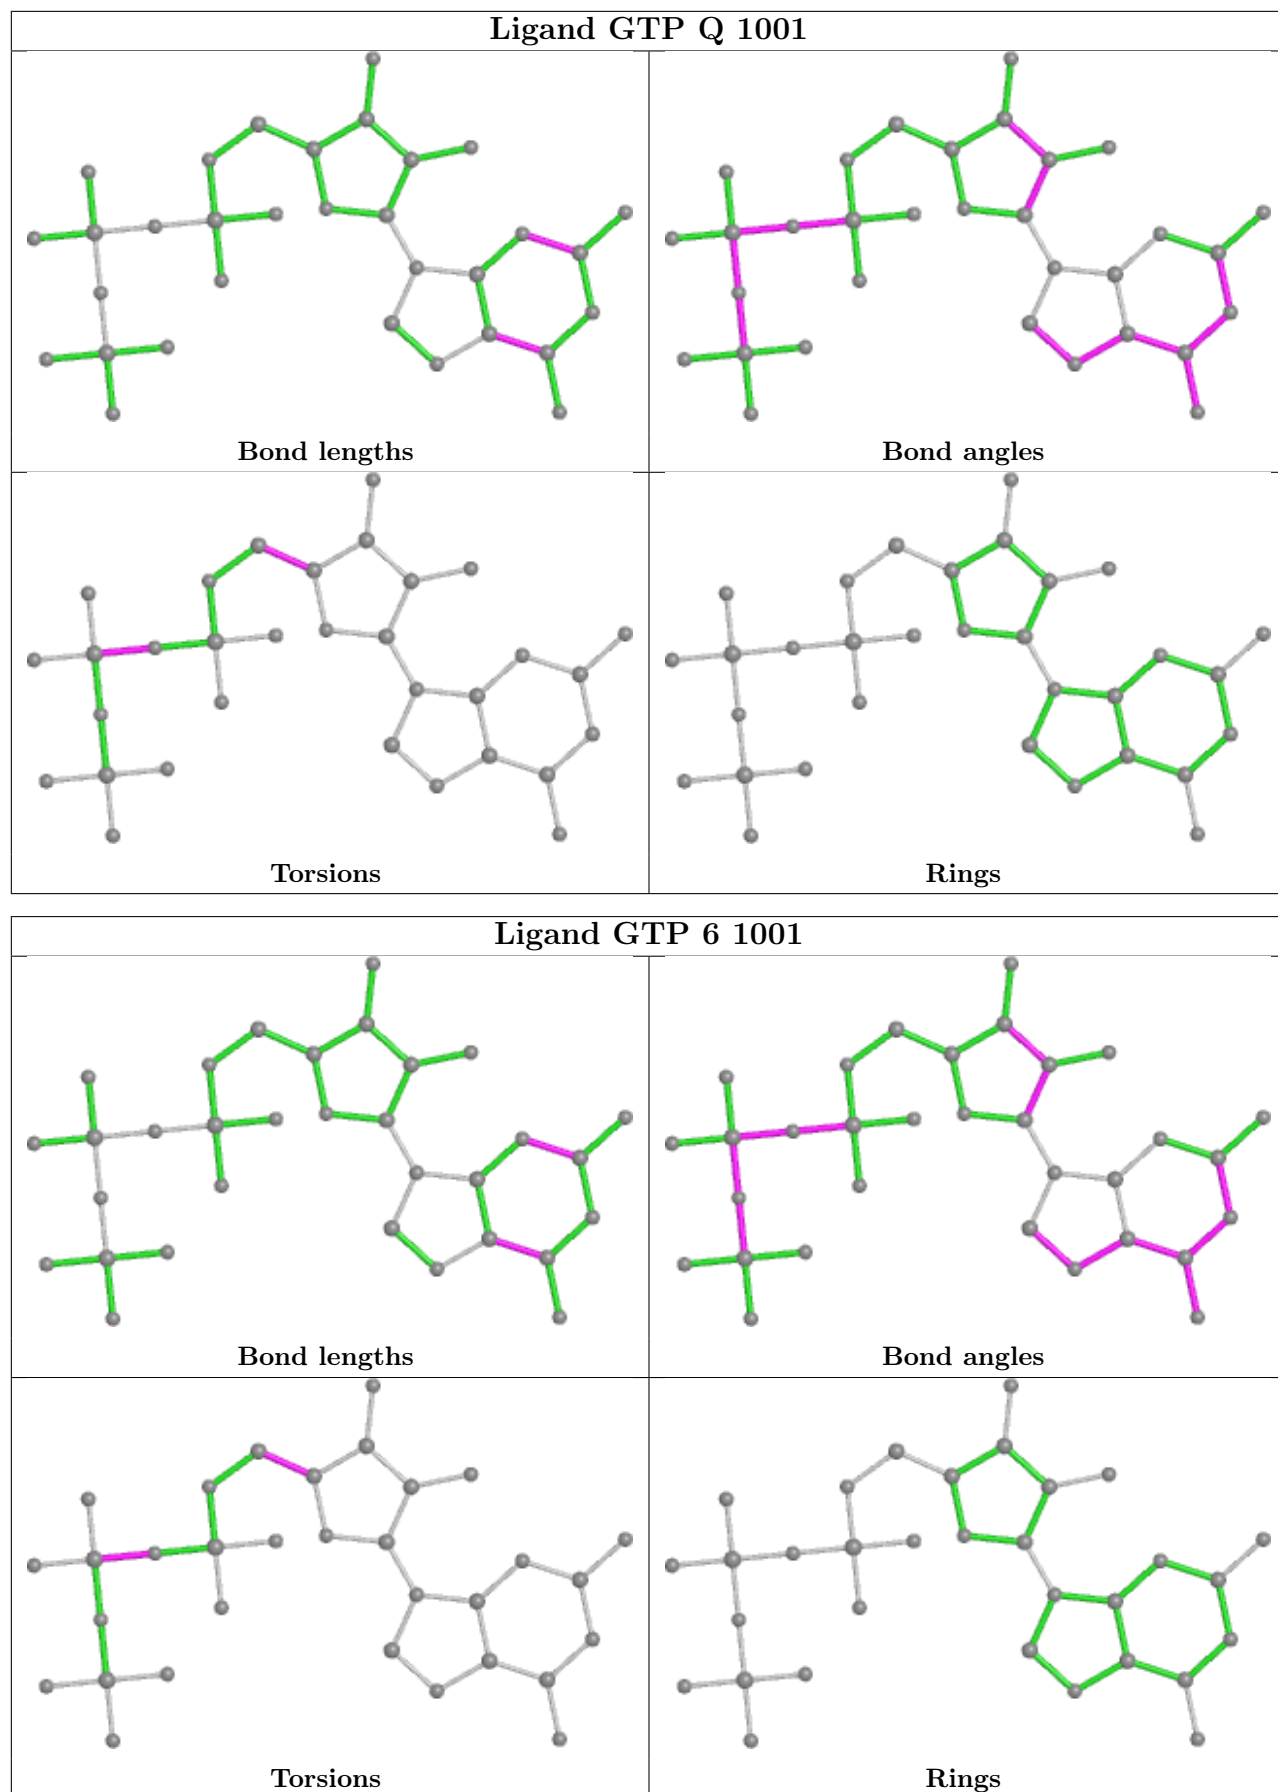 Ligand GTP Q 1001
Bond lengths
Bond angles
Torsions
Rings
Ligand GTP 6 1001
Bond lengths
Bond angles
Torsions
Rings